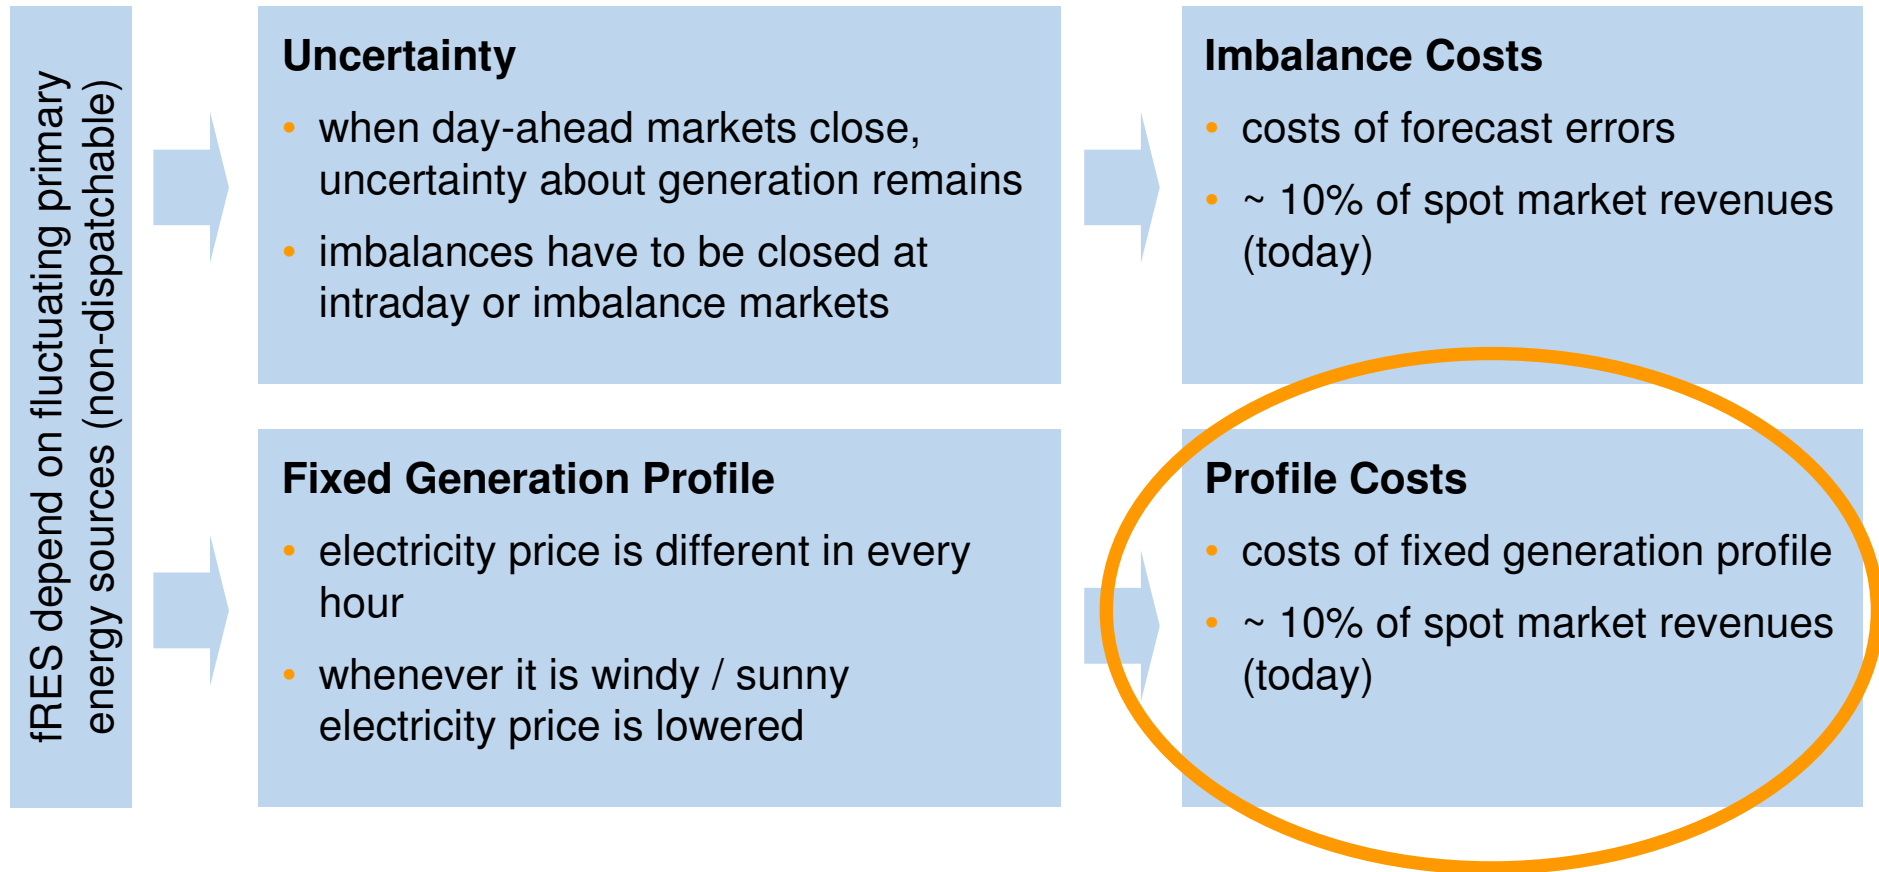 fRES depend on fluctuating primary
energy sources (non-dispatchable)
Uncertainty
• when day-ahead markets close,
uncertainty about generation remains
• imbalances have to be closed at
intraday or imbalance markets
Imbalance Costs
• costs of forecast errors
• ~ 10% of spot market revenues
(today)
Fixed Generation Profile
• electricity price is different in every
hour
• whenever it is windy / sunny
electricity price is lowered
Profile Costs
• costs of fixed generation profile
• ~ 10% of spot market revenues
(today)